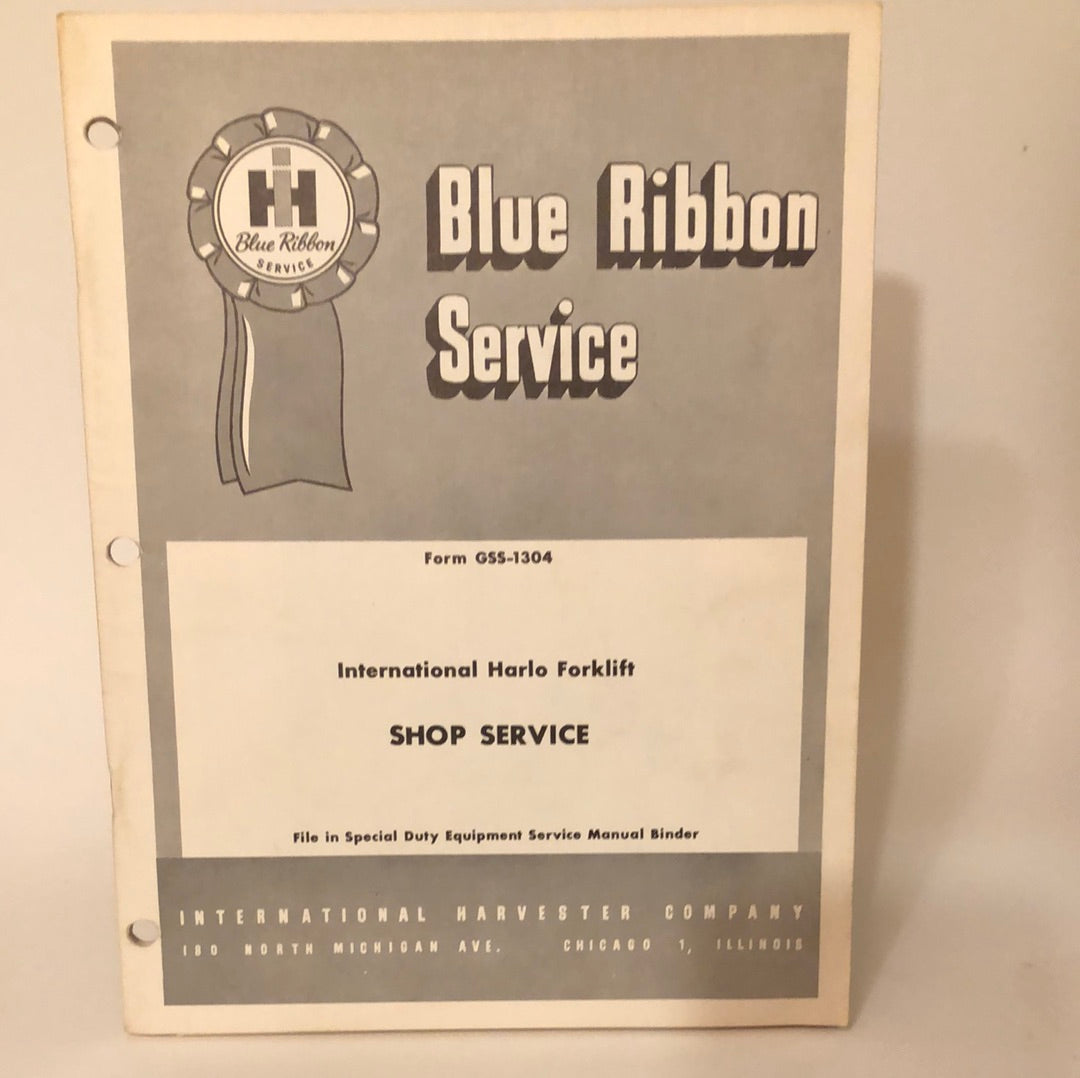 IH
Blue Ribbon
SERVICE
Blue Ribbon
Service
Form GSS-1304
International Harlo Forklift
SHOP SERVICE
File in Special Duty Equipment Service Manual Binder
INTERNATIONAL HARVESTER COMPANY
180 NORTH MICHIGAN AVE. CHICAGO 1, ILLINOIS